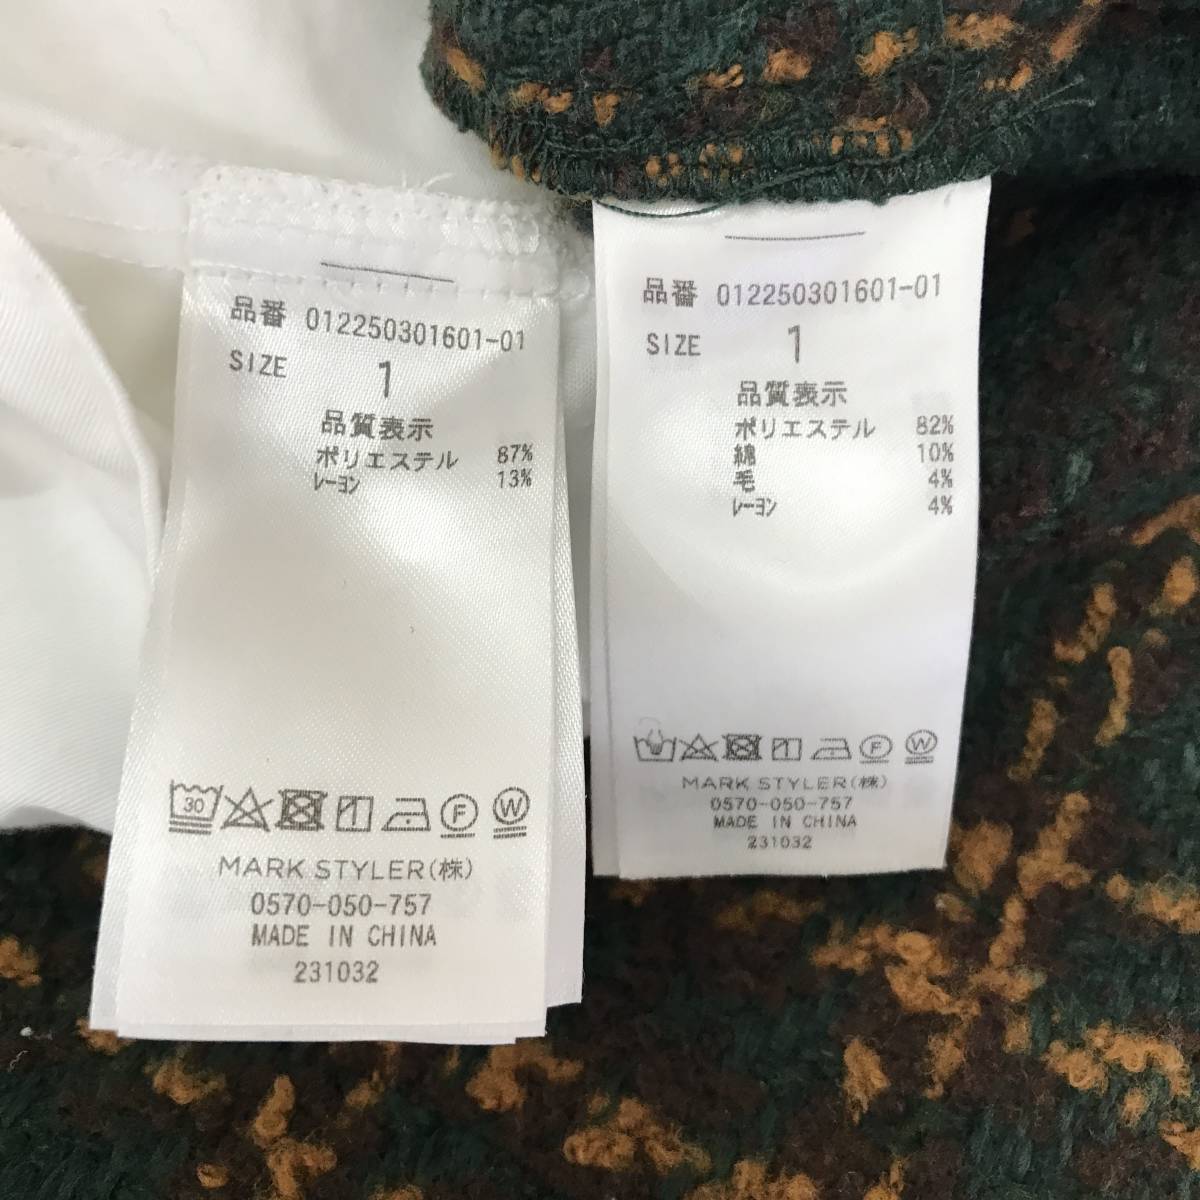 品番 012250301601-01
SIZE 1
品質表示
ポリエステル 87%
レーヨン 13%
30 F W
MARK STYLER(株)
0570-050-757
MADE IN CHINA
231032
品番 012250301601-01
SIZE 1
品質表示
ポリエステル 82%
綿 10%
毛 4%
レーヨン 4%
F W
MARK STYLER(株)
0570-050-757
MADE IN CHINA
231032